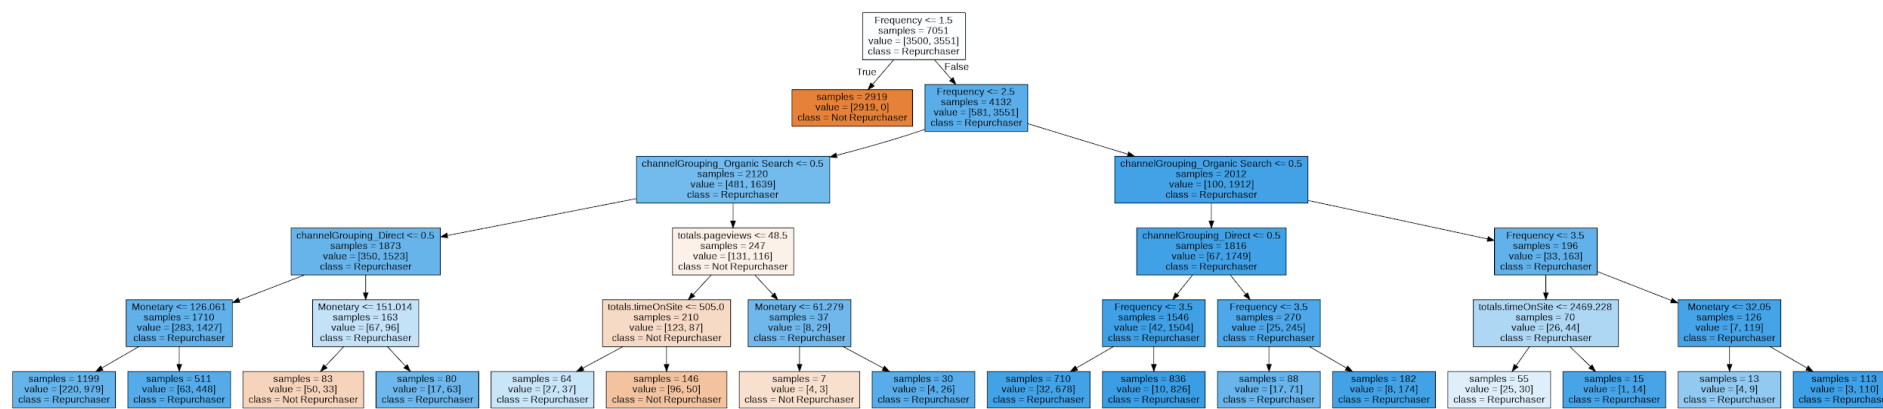 Frequency <= 1.5
samples = 7051
value = [3500, 3551]
class = Repurchaser
True
False
samples = 2919
value = [2919, 0]
class = Not Repurchaser
Frequency <= 2.5
samples = 4132
value = [581, 3551]
class = Repurchaser
channelGrouping_Organic Search <= 0.5
samples = 2120
value = [481, 1639]
class = Repurchaser
channelGrouping_Organic Search <= 0.5
samples = 2012
value = [100, 1912]
class = Repurchaser
channelGrouping_Direct <= 0.5
samples = 1873
value = [350, 1523]
class = Repurchaser
totals.pageviews <= 48.5
samples = 247
value = [131, 116]
class = Not Repurchaser
channelGrouping_Direct <= 0.5
samples = 1816
value = [67, 1749]
class = Repurchaser
Frequency <= 3.5
samples = 196
value = [33, 163]
class = Repurchaser
Monetary <= 126.061
samples = 1710
value = [283, 1427]
class = Repurchaser
Monetary <= 151.014
samples = 163
value = [67, 96]
class = Repurchaser
totals.timeOnSite <= 505.0
samples = 210
value = [123, 87]
class = Not Repurchaser
Monetary <= 61.279
samples = 37
value = [8, 29]
class = Repurchaser
Frequency <= 3.5
samples = 1546
value = [42, 1504]
class = Repurchaser
Frequency <= 3.5
samples = 270
value = [25, 245]
class = Repurchaser
totals.timeOnSite <= 2469.228
samples = 70
value = [26, 44]
class = Repurchaser
Monetary <= 32.05
samples = 126
value = [7, 119]
class = Repurchaser
samples = 1199
value = [220, 979]
class = Repurchaser
samples = 511
value = [63, 448]
class = Repurchaser
samples = 83
value = [50, 33]
class = Not Repurchaser
samples = 80
value = [17, 63]
class = Repurchaser
samples = 64
value = [27, 37]
class = Repurchaser
samples = 146
value = [96, 50]
class = Not Repurchaser
samples = 7
value = [4, 3]
class = Not Repurchaser
samples = 30
value = [4, 26]
class = Repurchaser
samples = 710
value = [32, 678]
class = Repurchaser
samples = 836
value = [10, 826]
class = Repurchaser
samples = 88
value = [17, 71]
class = Repurchaser
samples = 182
value = [8, 174]
class = Repurchaser
samples = 55
value = [25, 30]
class = Repurchaser
samples = 15
value = [1, 14]
class = Repurchaser
samples = 13
value = [4, 9]
class = Repurchaser
samples = 113
value = [3, 110]
class = Repurchase